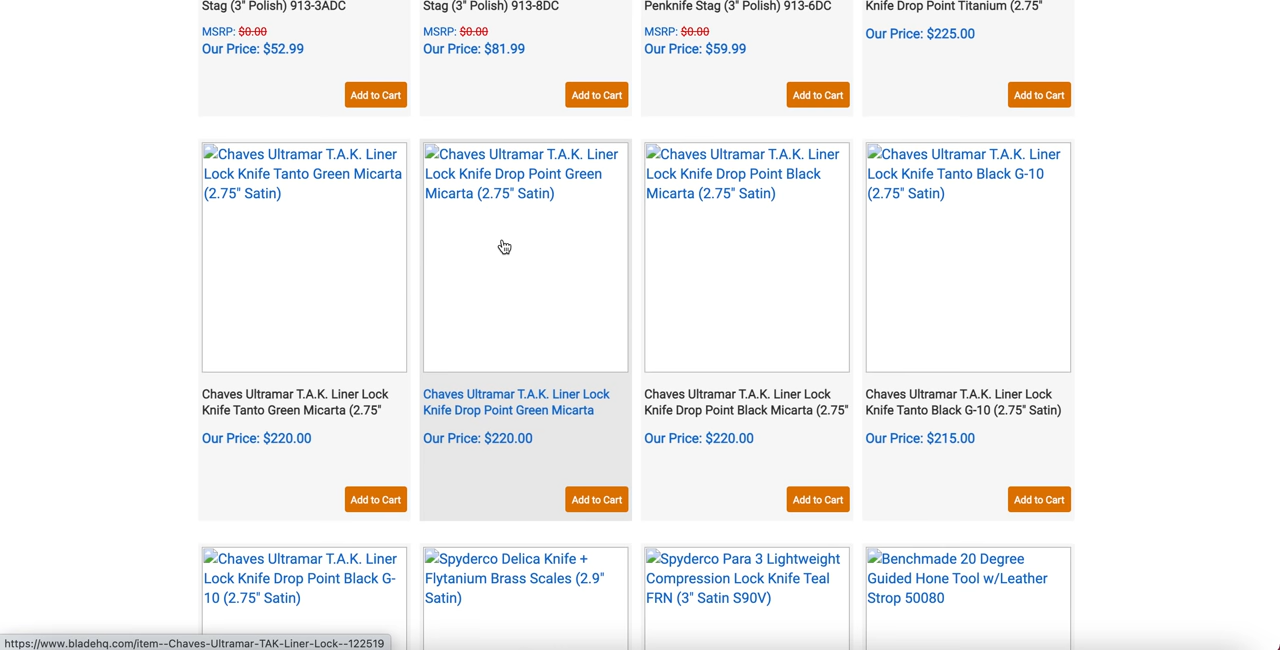 Stag (3" Polish) 913-3ADC
Stag (3" Polish) 913-8DC
Penknife Stag (3" Polish) 913-6DC
Knife Drop Point Titanium (2.75"
MSRP: $0.00
MSRP: $0.00
MSRP: $0.00
Our Price: $225.00
Our Price: $52.99
Our Price: $81.99
Our Price: $59.99
Add to Cart
Add to Cart
Add to Cart
Add to Cart
Chaves Ultramar T.A.K. Liner
Lock Knife Tanto Green Micarta
(2.75" Satin)
Chaves Ultramar T.A.K. Liner
Lock Knife Drop Point Green
Micarta (2.75" Satin)
Chaves Ultramar T.A.K. Liner
Lock Knife Drop Point Black
Micarta (2.75" Satin)
Chaves Ultramar T.A.K. Liner
Lock Knife Tanto Black G-10
(2.75" Satin)
Chaves Ultramar T.A.K. Liner Lock
Knife Tanto Green Micarta (2.75"
Our Price: $220.00
Add to Cart
Chaves Ultramar T.A.K. Liner Lock
Knife Drop Point Green Micarta
Our Price: $220.00
Add to Cart
Chaves Ultramar T.A.K. Liner Lock
Knife Drop Point Black Micarta (2.75"
Our Price: $220.00
Add to Cart
Chaves Ultramar T.A.K. Liner Lock
Knife Tanto Black G-10 (2.75" Satin)
Our Price: $215.00
Add to Cart
Chaves Ultramar T.A.K. Liner
Lock Knife Drop Point Black G-
10 (2.75" Satin)
Spyderco Delica Knife +
Flytanium Brass Scales (2.9"
Satin)
Spyderco Para 3 Lightweight
Compression Lock Knife Teal
FRN (3" Satin S90V)
Benchmade 20 Degree
Guided Hone Tool w/Leather
Strop 50080
https://www.bladehq.com/item--Chaves-Ultramar-TAK-Liner-Lock--122519